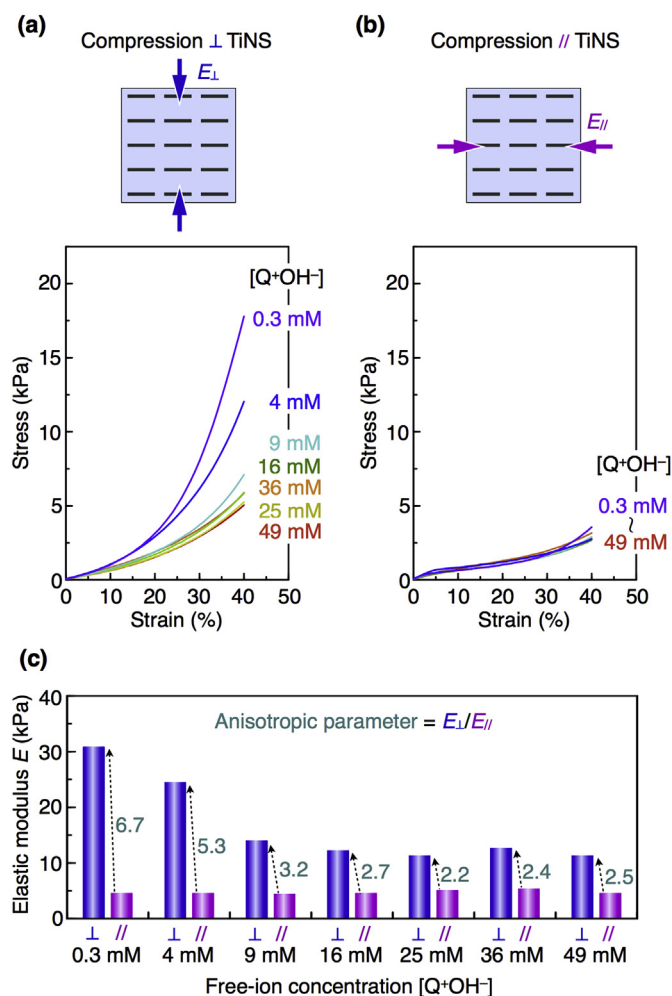 (a)
Compression ⊥ TiNS
E⊥
[Q⁺OH⁻]
20
15
10
5
0
Stress (kPa)
0.3 mM
4 mM
9 mM
16 mM
36 mM
25 mM
49 mM
0 10 20 30 40 50
Strain (%)
(b)
Compression // TiNS
E//
20
15
10
5
0
Stress (kPa)
[Q⁺OH⁻]
0.3 mM
~
49 mM
0 10 20 30 40 50
Strain (%)
(c)
Anisotropic parameter = E⊥/E//
40
30
20
10
0
Elastic modulus E (kPa)
6.7
5.3
3.2
2.7
2.2
2.4
2.5
⊥ // ⊥ // ⊥ // ⊥ // ⊥ // ⊥ // ⊥ //
0.3 mM 4 mM 9 mM 16 mM 25 mM 36 mM 49 mM
Free-ion concentration [Q⁺OH⁻]